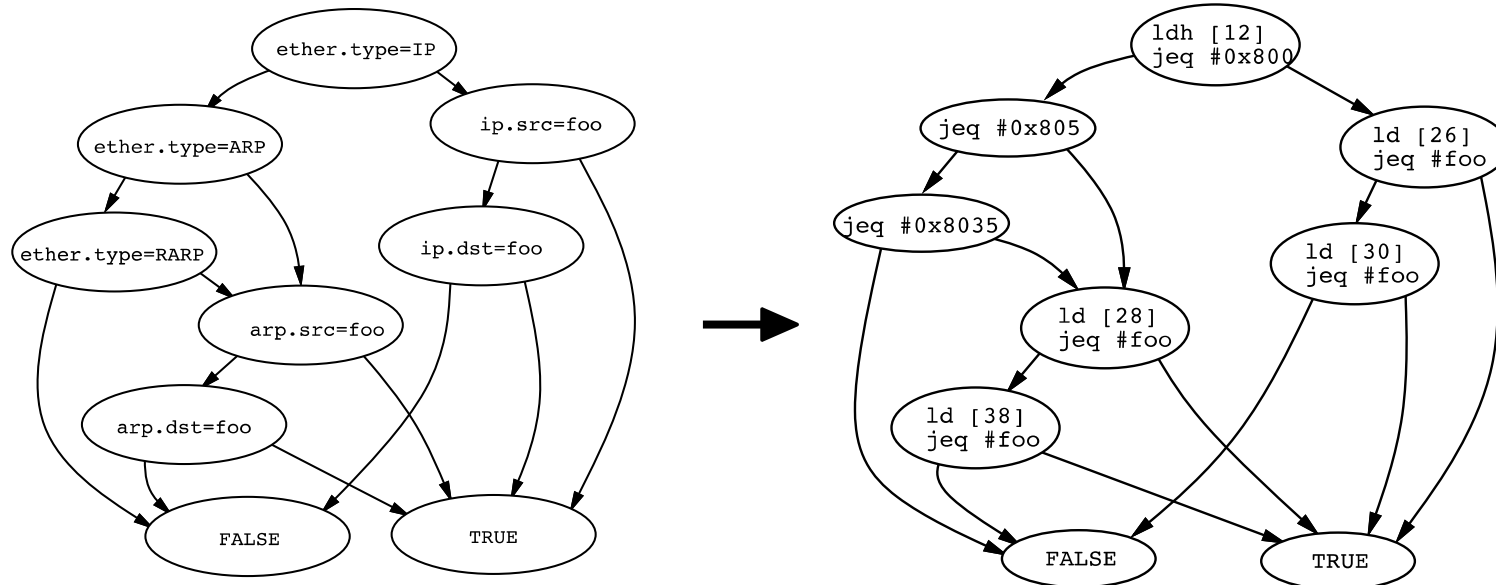 ether.type=IP
ip.src=foo
ether.type=ARP
ip.dst=foo
ether.type=RARP
arp.src=foo
arp.dst=foo
FALSE
TRUE
ldh [12]
jeq #0x800
jeq #0x805
ld [26]
jeq #foo
jeq #0x8035
ld [30]
jeq #foo
ld [28]
jeq #foo
ld [38]
jeq #foo
FALSE
TRUE